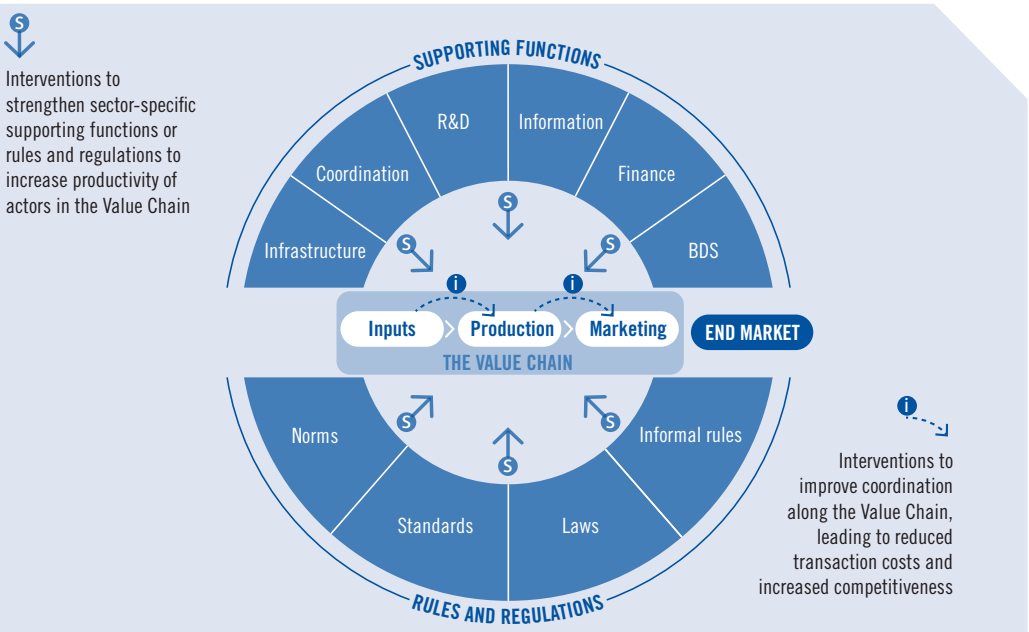 S
Interventions to
strengthen sector-specific
supporting functions or
rules and regulations to
increase productivity of
actors in the Value Chain
SUPPORTING FUNCTIONS
Infrastructure
Coordination
R&D
Information
Finance
BDS
S
S
S
i
i
Inputs
Production
Marketing
THE VALUE CHAIN
END MARKET
S
S
S
Norms
Standards
Laws
Informal rules
RULES AND REGULATIONS
i
Interventions to
improve coordination
along the Value Chain,
leading to reduced
transaction costs and
increased competitiveness